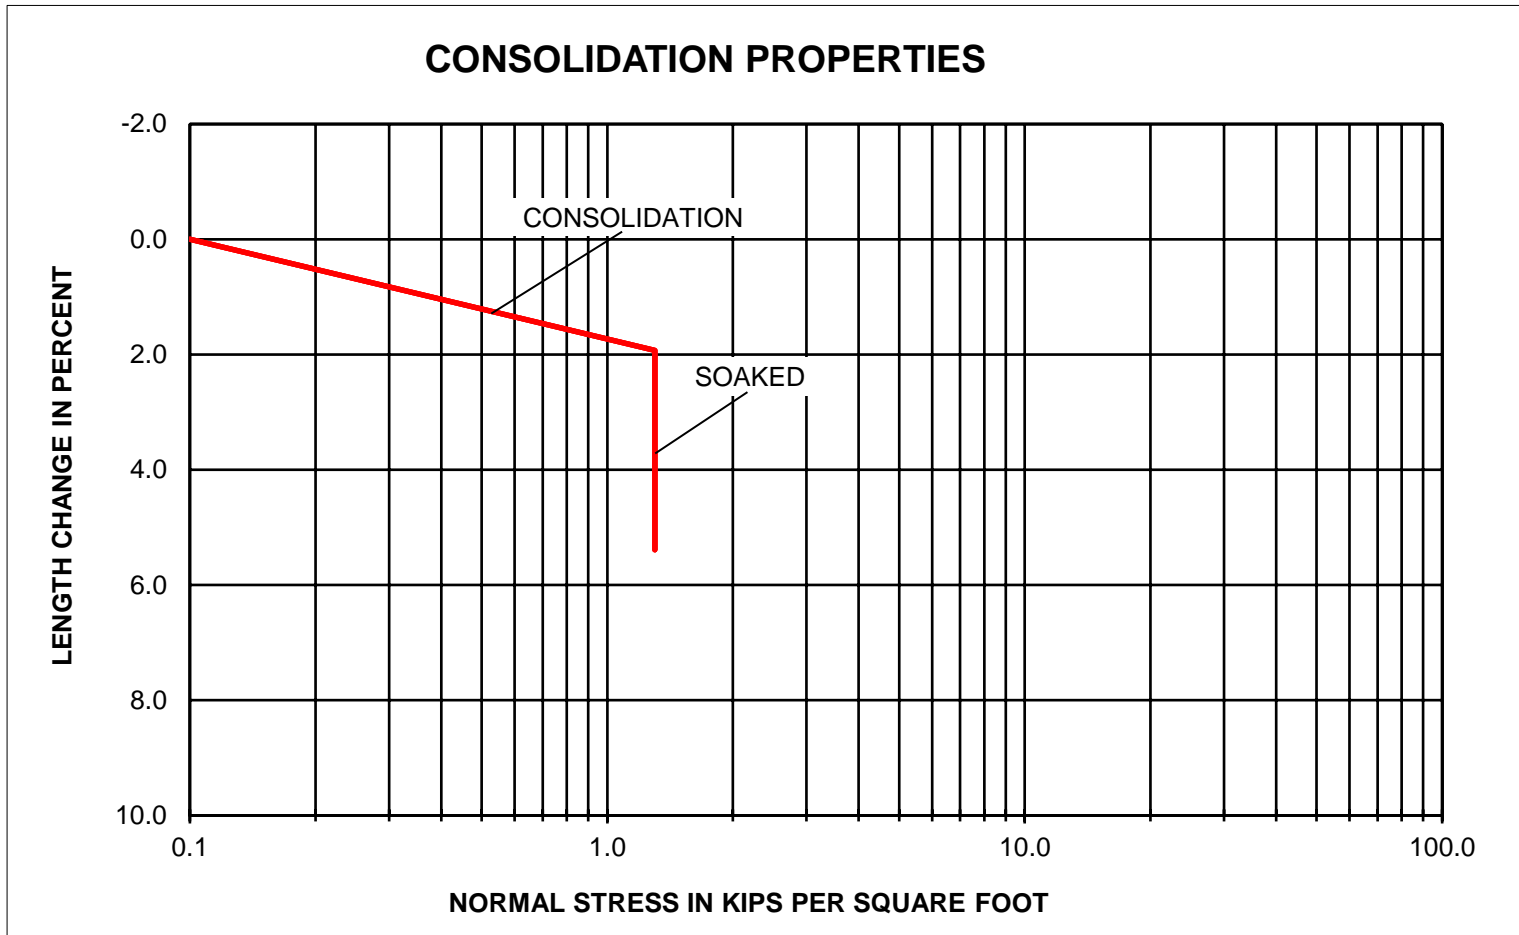 CONSOLIDATION PROPERTIES
-2.0
CONSOLIDATION
0.0
2.0
SOAKED
4.0
6.0
8.0
10.0
LENGTH CHANGE IN PERCENT
0.1 1.0 10.0 100.0
NORMAL STRESS IN KIPS PER SQUARE FOOT